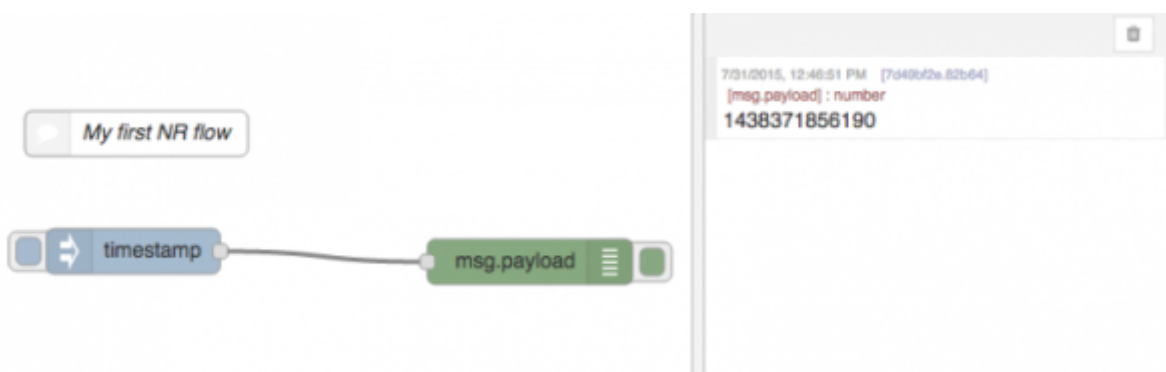 My first NR flow
timestamp
msg.payload
7/31/2015, 12:46:51 PM [7d49bf2e.82b64]
[msg.payload] : number
1438371856190